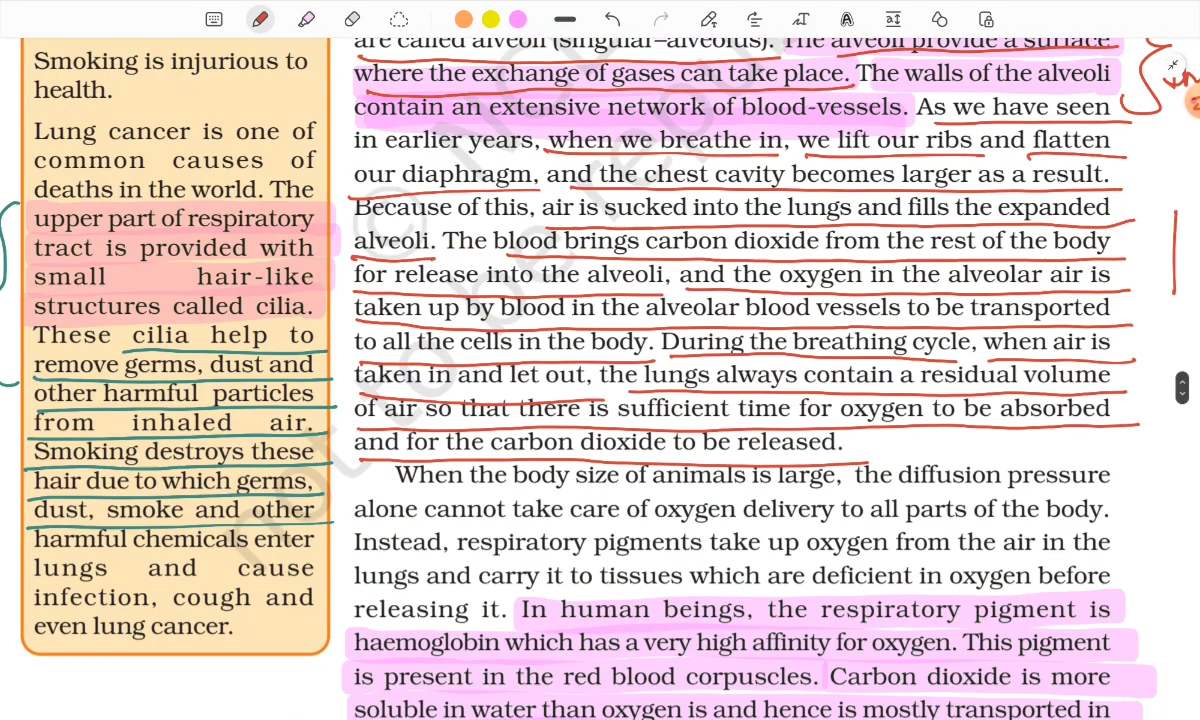 Smoking is injurious to
health.
Lung cancer is one of
common causes of
deaths in the world. The
upper part of respiratory
tract is provided with
small hair-like
structures called cilia.
These cilia help to
remove germs, dust and
other harmful particles
from inhaled air.
Smoking destroys these
hair due to which germs,
dust, smoke and other
harmful chemicals enter
lungs and cause
infection, cough and
even lung cancer.
are called alveoli (singular–alveolus). The alveoli provide a surface
where the exchange of gases can take place. The walls of the alveoli
contain an extensive network of blood-vessels. As we have seen
in earlier years, when we breathe in, we lift our ribs and flatten
our diaphragm, and the chest cavity becomes larger as a result.
Because of this, air is sucked into the lungs and fills the expanded
alveoli. The blood brings carbon dioxide from the rest of the body
for release into the alveoli, and the oxygen in the alveolar air is
taken up by blood in the alveolar blood vessels to be transported
to all the cells in the body. During the breathing cycle, when air is
taken in and let out, the lungs always contain a residual volume
of air so that there is sufficient time for oxygen to be absorbed
and for the carbon dioxide to be released.
When the body size of animals is large, the diffusion pressure
alone cannot take care of oxygen delivery to all parts of the body.
Instead, respiratory pigments take up oxygen from the air in the
lungs and carry it to tissues which are deficient in oxygen before
releasing it. In human beings, the respiratory pigment is
haemoglobin which has a very high affinity for oxygen. This pigment
is present in the red blood corpuscles. Carbon dioxide is more
soluble in water than oxygen is and hence is mostly transported in
not to be repu
©